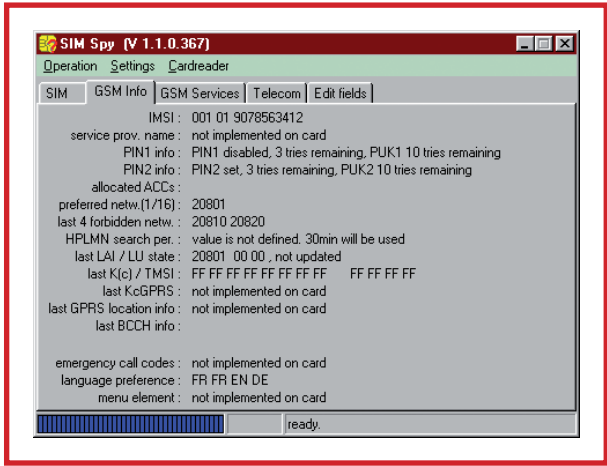 SIM Spy (V 1.1.0.367)
Operation Settings Cardreader
SIM GSM Info GSM Services Telecom Edit fields
IMSI : 001 01 9078563412
service prov. name : not implemented on card
PIN1 info : PIN1 disabled, 3 tries remaining, PUK1 10 tries remaining
PIN2 info : PIN2 set, 3 tries remaining, PUK2 10 tries remaining
allocated ACCs :
preferred netw.(1/16) : 20801
last 4 forbidden netw. : 20810 20820
HPLMN search per. : value is not defined. 30min will be used
last LAI / LU state : 20801 00 00 , not updated
last K(c) / TMSI : FF FF FF FF FF FF FF FF FF FF FF FF
last KcGPRS : not implemented on card
last GPRS location info : not implemented on card
last BCCH info :
emergency call codes : not implemented on card
language preference : FR FR EN DE
menu element : not implemented on card
ready.